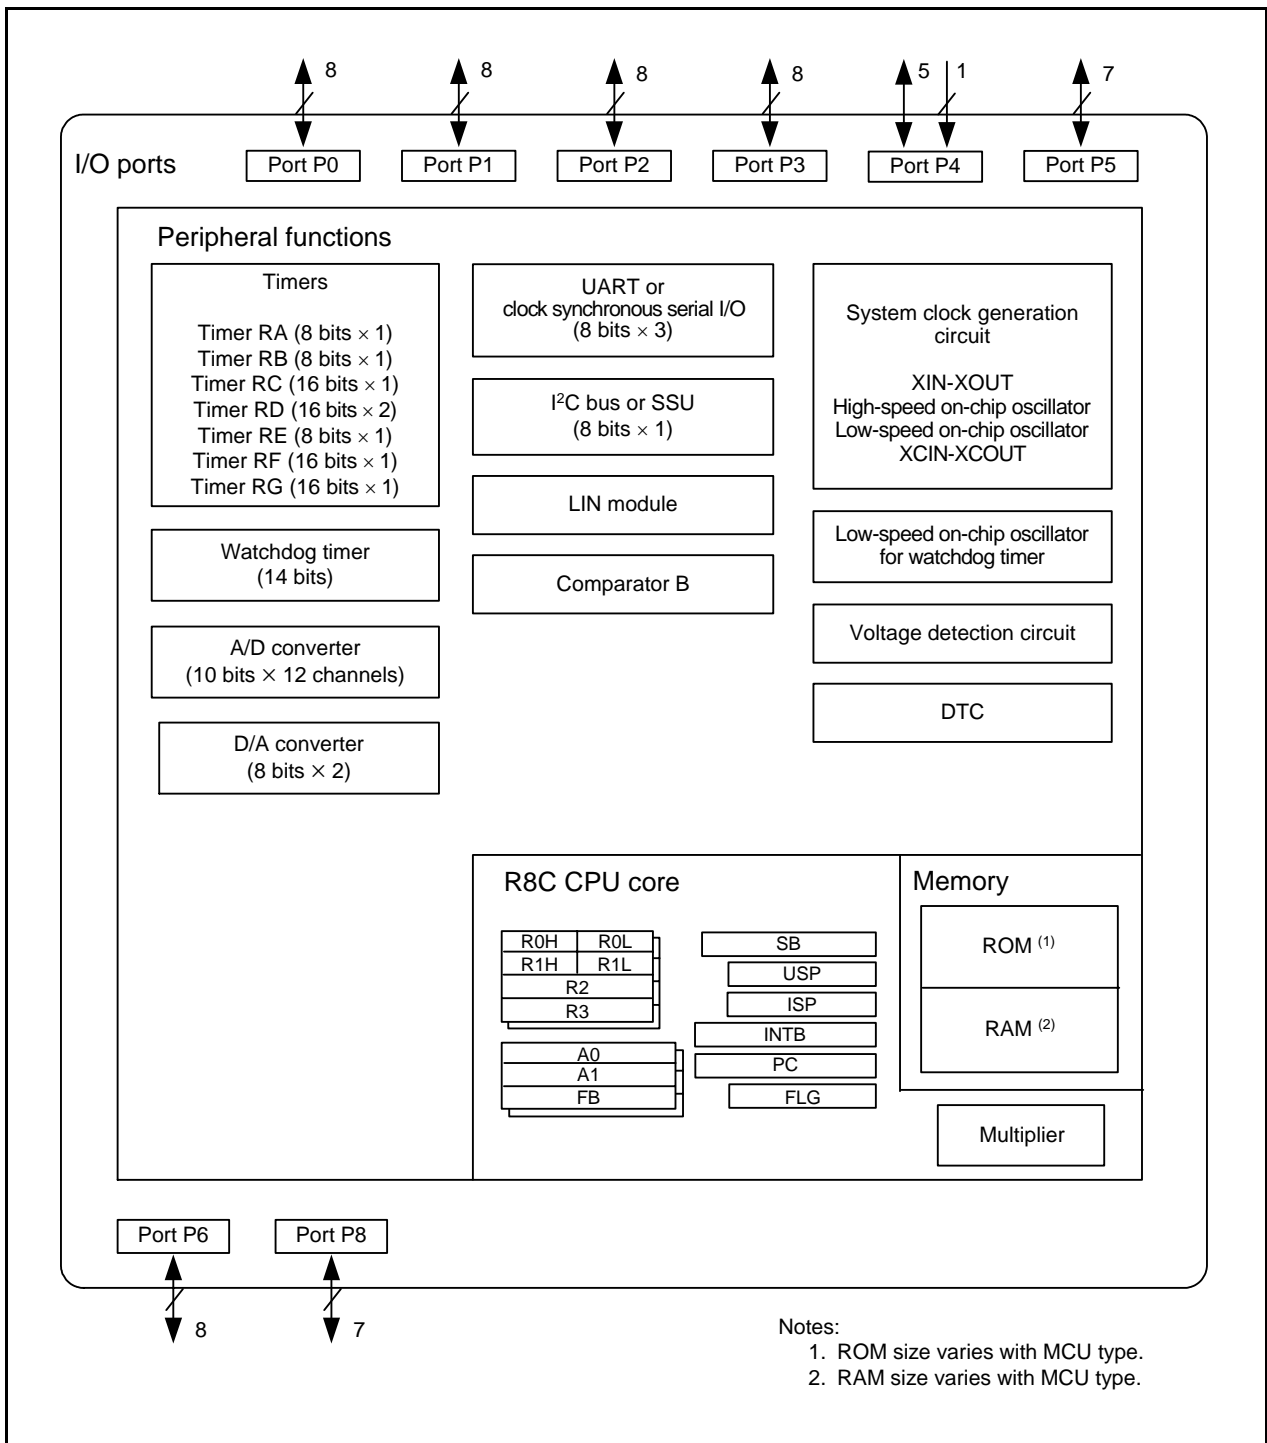 8
8
8
8
5 1
7
I/O ports
Port P0
Port P1
Port P2
Port P3
Port P4
Port P5
Peripheral functions
Timers
Timer RA (8 bits × 1)
Timer RB (8 bits × 1)
Timer RC (16 bits × 1)
Timer RD (16 bits × 2)
Timer RE (8 bits × 1)
Timer RF (16 bits × 1)
Timer RG (16 bits × 1)
Watchdog timer
(14 bits)
A/D converter
(10 bits × 12 channels)
D/A converter
(8 bits × 2)
UART or
clock synchronous serial I/O
(8 bits × 3)
I²C bus or SSU
(8 bits × 1)
LIN module
Comparator B
System clock generation
circuit
XIN-XOUT
High-speed on-chip oscillator
Low-speed on-chip oscillator
XCIN-XCOUT
Low-speed on-chip oscillator
for watchdog timer
Voltage detection circuit
DTC
R8C CPU core
R0H R0L
R1H R1L
R2
R3
A0
A1
FB
SB
USP
ISP
INTB
PC
FLG
Memory
ROM (1)
RAM (2)
Multiplier
Port P6
Port P8
8
7
Notes:
1. ROM size varies with MCU type.
2. RAM size varies with MCU type.